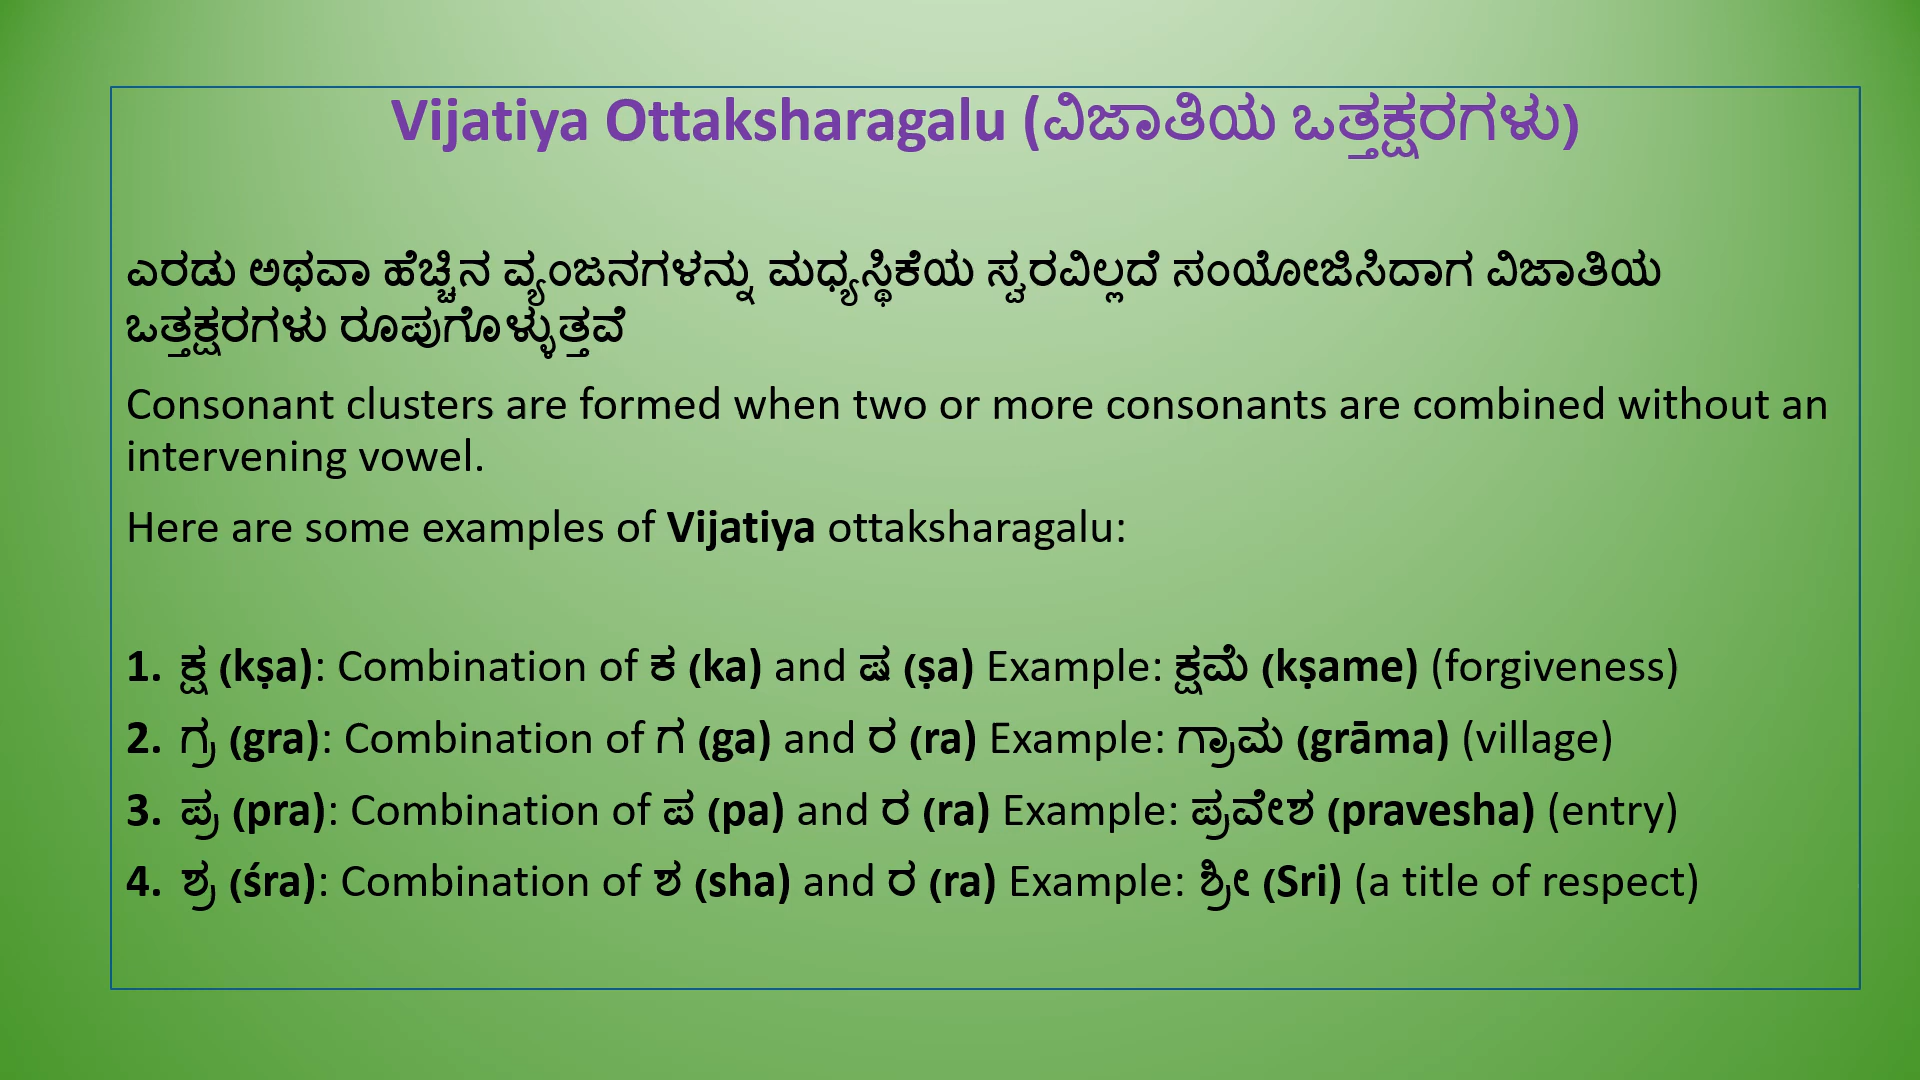 Vijatiya Ottaksharagalu (ವಿಜಾತಿಯ ಒತ್ತಕ್ಷರಗಳು)
ಎರಡು ಅಥವಾ ಹೆಚ್ಚಿನ ವ್ಯಂಜನಗಳನ್ನು ಮಧ್ಯಸ್ಥಿಕೆಯ ಸ್ವರವಿಲ್ಲದೆ ಸಂಯೋಜಿಸಿದಾಗ ವಿಜಾತಿಯ
ಒತ್ತಕ್ಷರಗಳು ರೂಪುಗೊಳ್ಳುತ್ತವೆ
Consonant clusters are formed when two or more consonants are combined without an
intervening vowel.
Here are some examples of Vijatiya ottaksharagalu:
1. ಕ್ಷ (kṣa): Combination of ಕ (ka) and ಷ (ṣa) Example: ಕ್ಷಮೆ (kṣame) (forgiveness)
2. ಗ್ರ (gra): Combination of ಗ (ga) and ರ (ra) Example: ಗ್ರಾಮ (grāma) (village)
3. ಪ್ರ (pra): Combination of ಪ (pa) and ರ (ra) Example: ಪ್ರವೇಶ (pravesha) (entry)
4. ಶ್ರ (śra): Combination of ಶ (sha) and ರ (ra) Example: ಶ್ರೀ (Sri) (a title of respect)